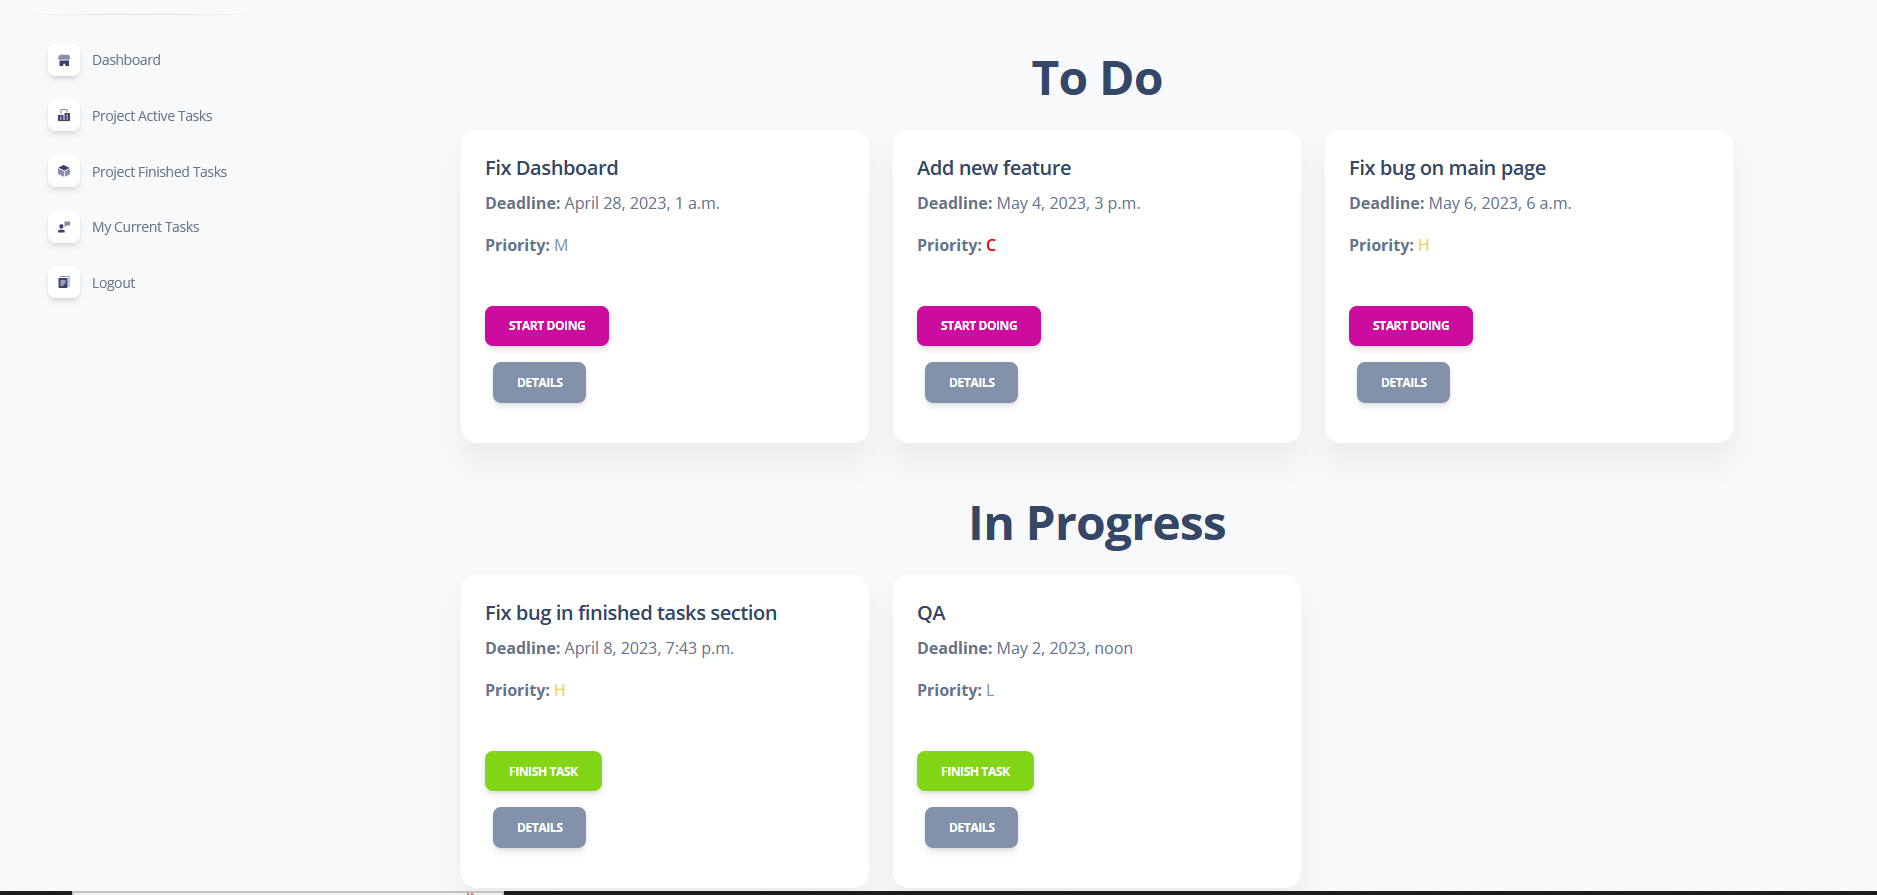 Dashboard
Project Active Tasks
Project Finished Tasks
My Current Tasks
Logout
To Do
Fix Dashboard
Deadline: April 28, 2023, 1 a.m.
Priority: M
START DOING
DETAILS
Add new feature
Deadline: May 4, 2023, 3 p.m.
Priority: C
START DOING
DETAILS
Fix bug on main page
Deadline: May 6, 2023, 6 a.m.
Priority: H
START DOING
DETAILS
In Progress
Fix bug in finished tasks section
Deadline: April 8, 2023, 7:43 p.m.
Priority: H
FINISH TASK
DETAILS
QA
Deadline: May 2, 2023, noon
Priority: L
FINISH TASK
DETAILS